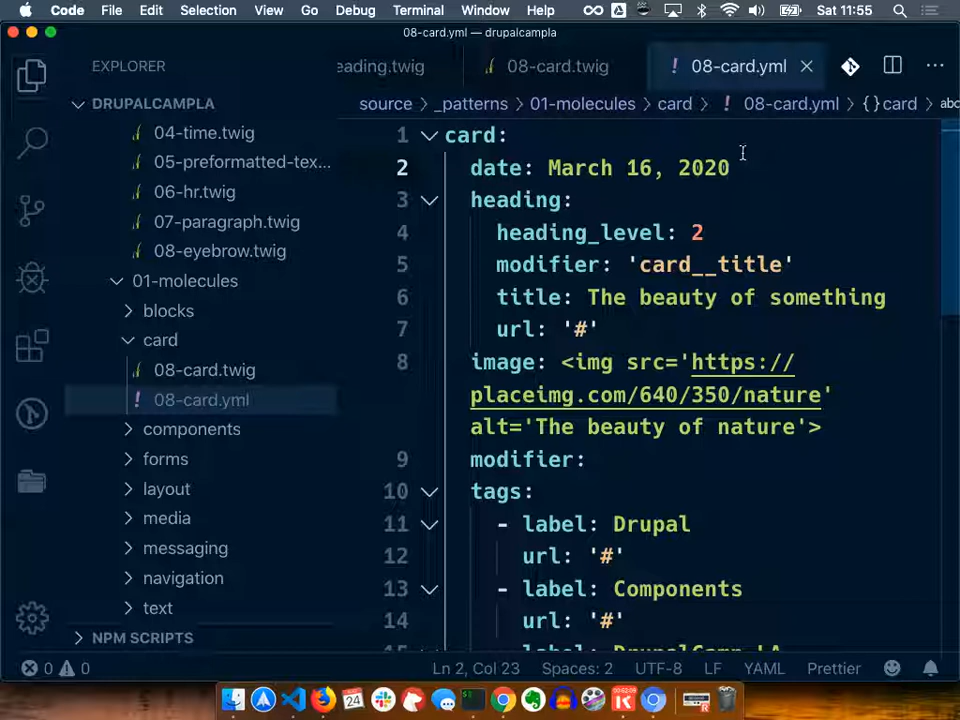 Code File Edit Selection View Go Debug Terminal Window Help Sat 11:55
08-card.yml — drupalcampla
EXPLORER
eading.twig 08-card.twig ! 08-card.yml
DRUPALCAMPLA
source > _patterns > 01-molecules > card > ! 08-card.yml > {} card > abc
04-time.twig
05-preformatted-tex...
06-hr.twig
07-paragraph.twig
08-eyebrow.twig
01-molecules
blocks
card
08-card.twig
! 08-card.yml
components
forms
layout
media
messaging
navigation
text
NPM SCRIPTS
1 card:
2 date: March 16, 2020
3 heading:
4 heading_level: 2
5 modifier: 'card__title'
6 title: The beauty of something
7 url: '#'
8 image: <img src='https://
placeimg.com/640/350/nature'
alt='The beauty of nature'>
9 modifier:
10 tags:
11 - label: Drupal
12 url: '#'
13 - label: Components
14 url: '#'
15 - label: DrupalCamp LA
0 0 Ln 2, Col 23 Spaces: 2 UTF-8 LF YAML Prettier
24